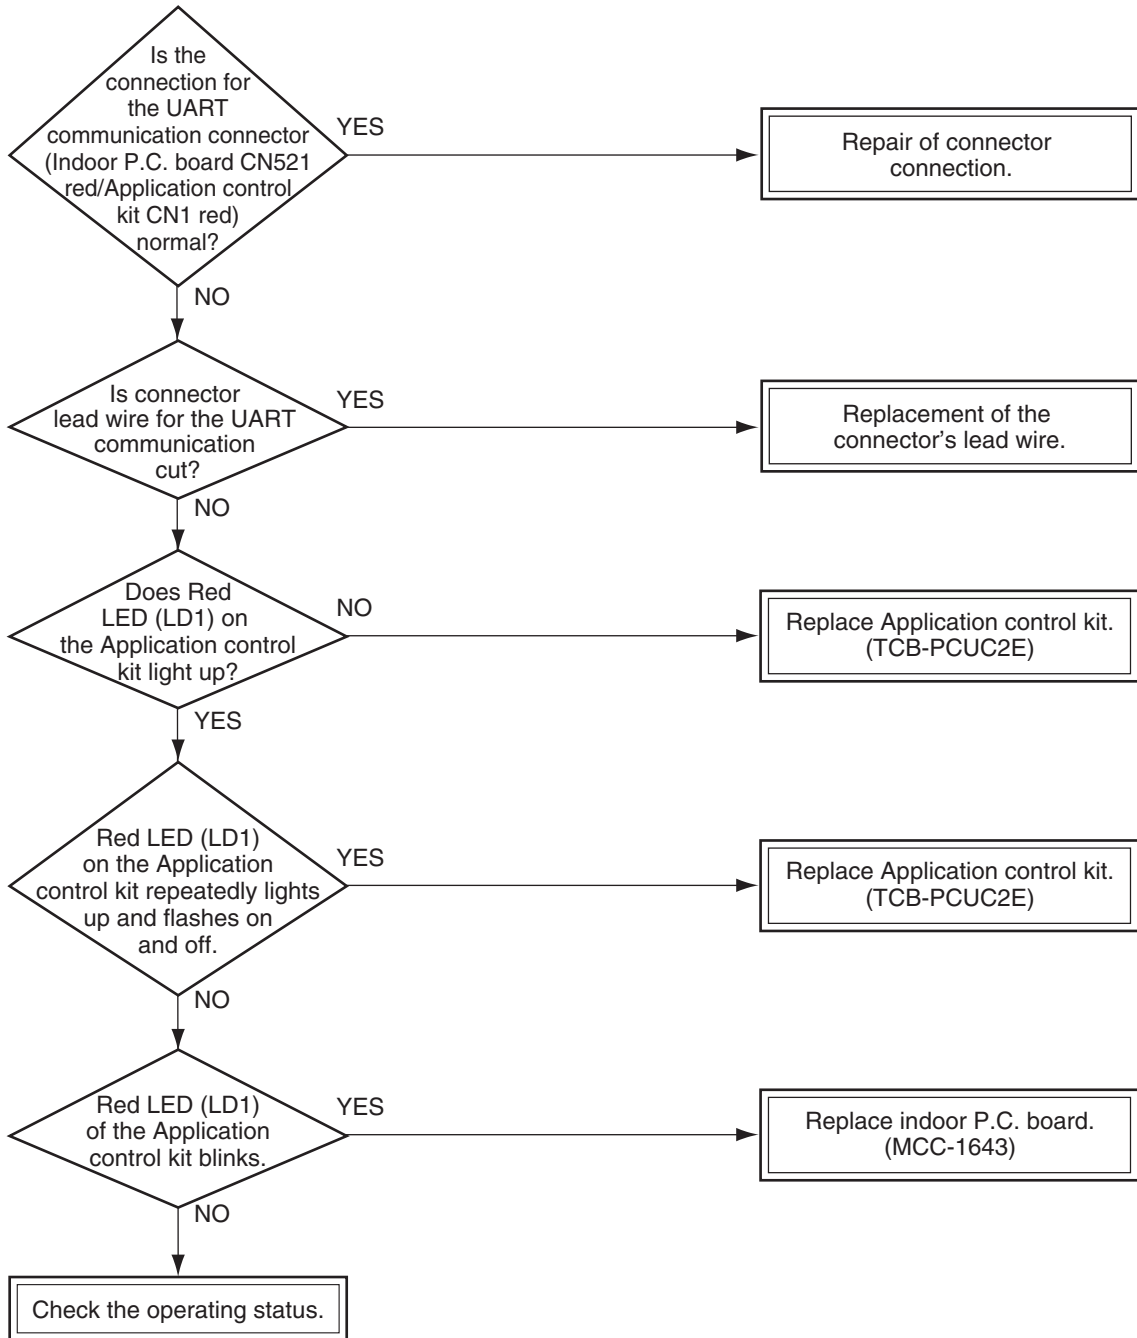 Is the
connection for
the UART
communication connector
(Indoor P.C. board CN521
red/Application control
kit CN1 red)
normal?
YES
Repair of connector
connection.
NO
Is connector
lead wire for the UART
communication
cut?
YES
Replacement of the
connector's lead wire.
NO
Does Red
LED (LD1) on
the Application control
kit light up?
NO
Replace Application control kit.
(TCB-PCUC2E)
YES
Red LED (LD1)
on the Application
control kit repeatedly lights
up and flashes on
and off.
YES
Replace Application control kit.
(TCB-PCUC2E)
NO
Red LED (LD1)
of the Application
control kit blinks.
YES
Replace indoor P.C. board.
(MCC-1643)
NO
Check the operating status.